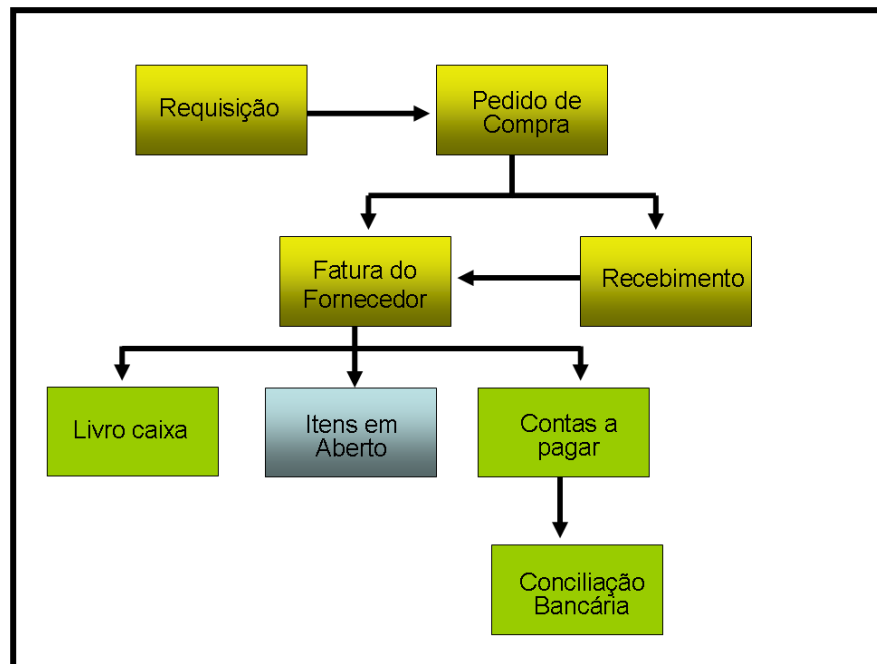 Requisição
Pedido de
Compra
Fatura do
Fornecedor
Recebimento
Livro caixa
Itens em
Aberto
Contas a
pagar
Conciliação
Bancária